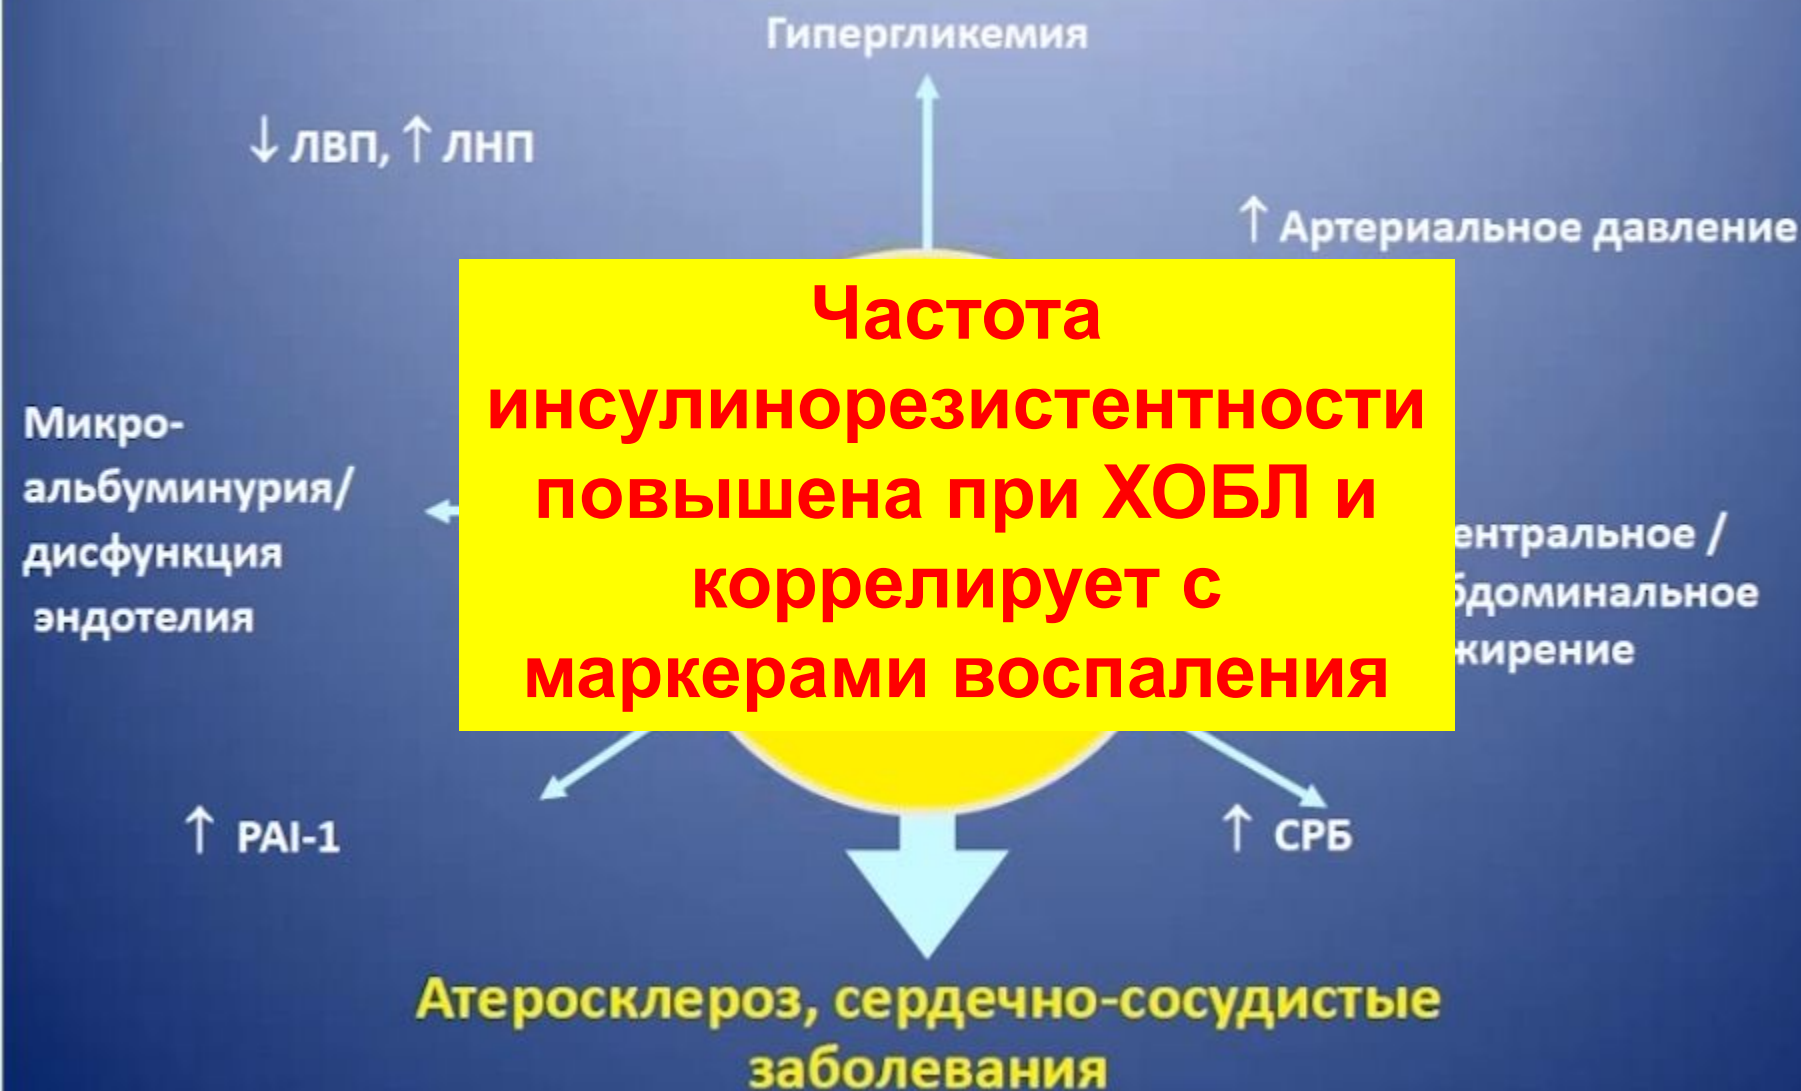 Гипергликемия
↓ ЛВП, ↑ ЛНП
↑ Артериальное давление
Частота
инсулинорезистентности
повышена при ХОБЛ и
коррелирует с
маркерами воспаления
Микро-
альбуминурия/
дисфункция
эндотелия
ентральное /
бдоминальное
жирение
↑ PAI-1
↑ СРБ
Атеросклероз, сердечно-сосудистые
заболевания